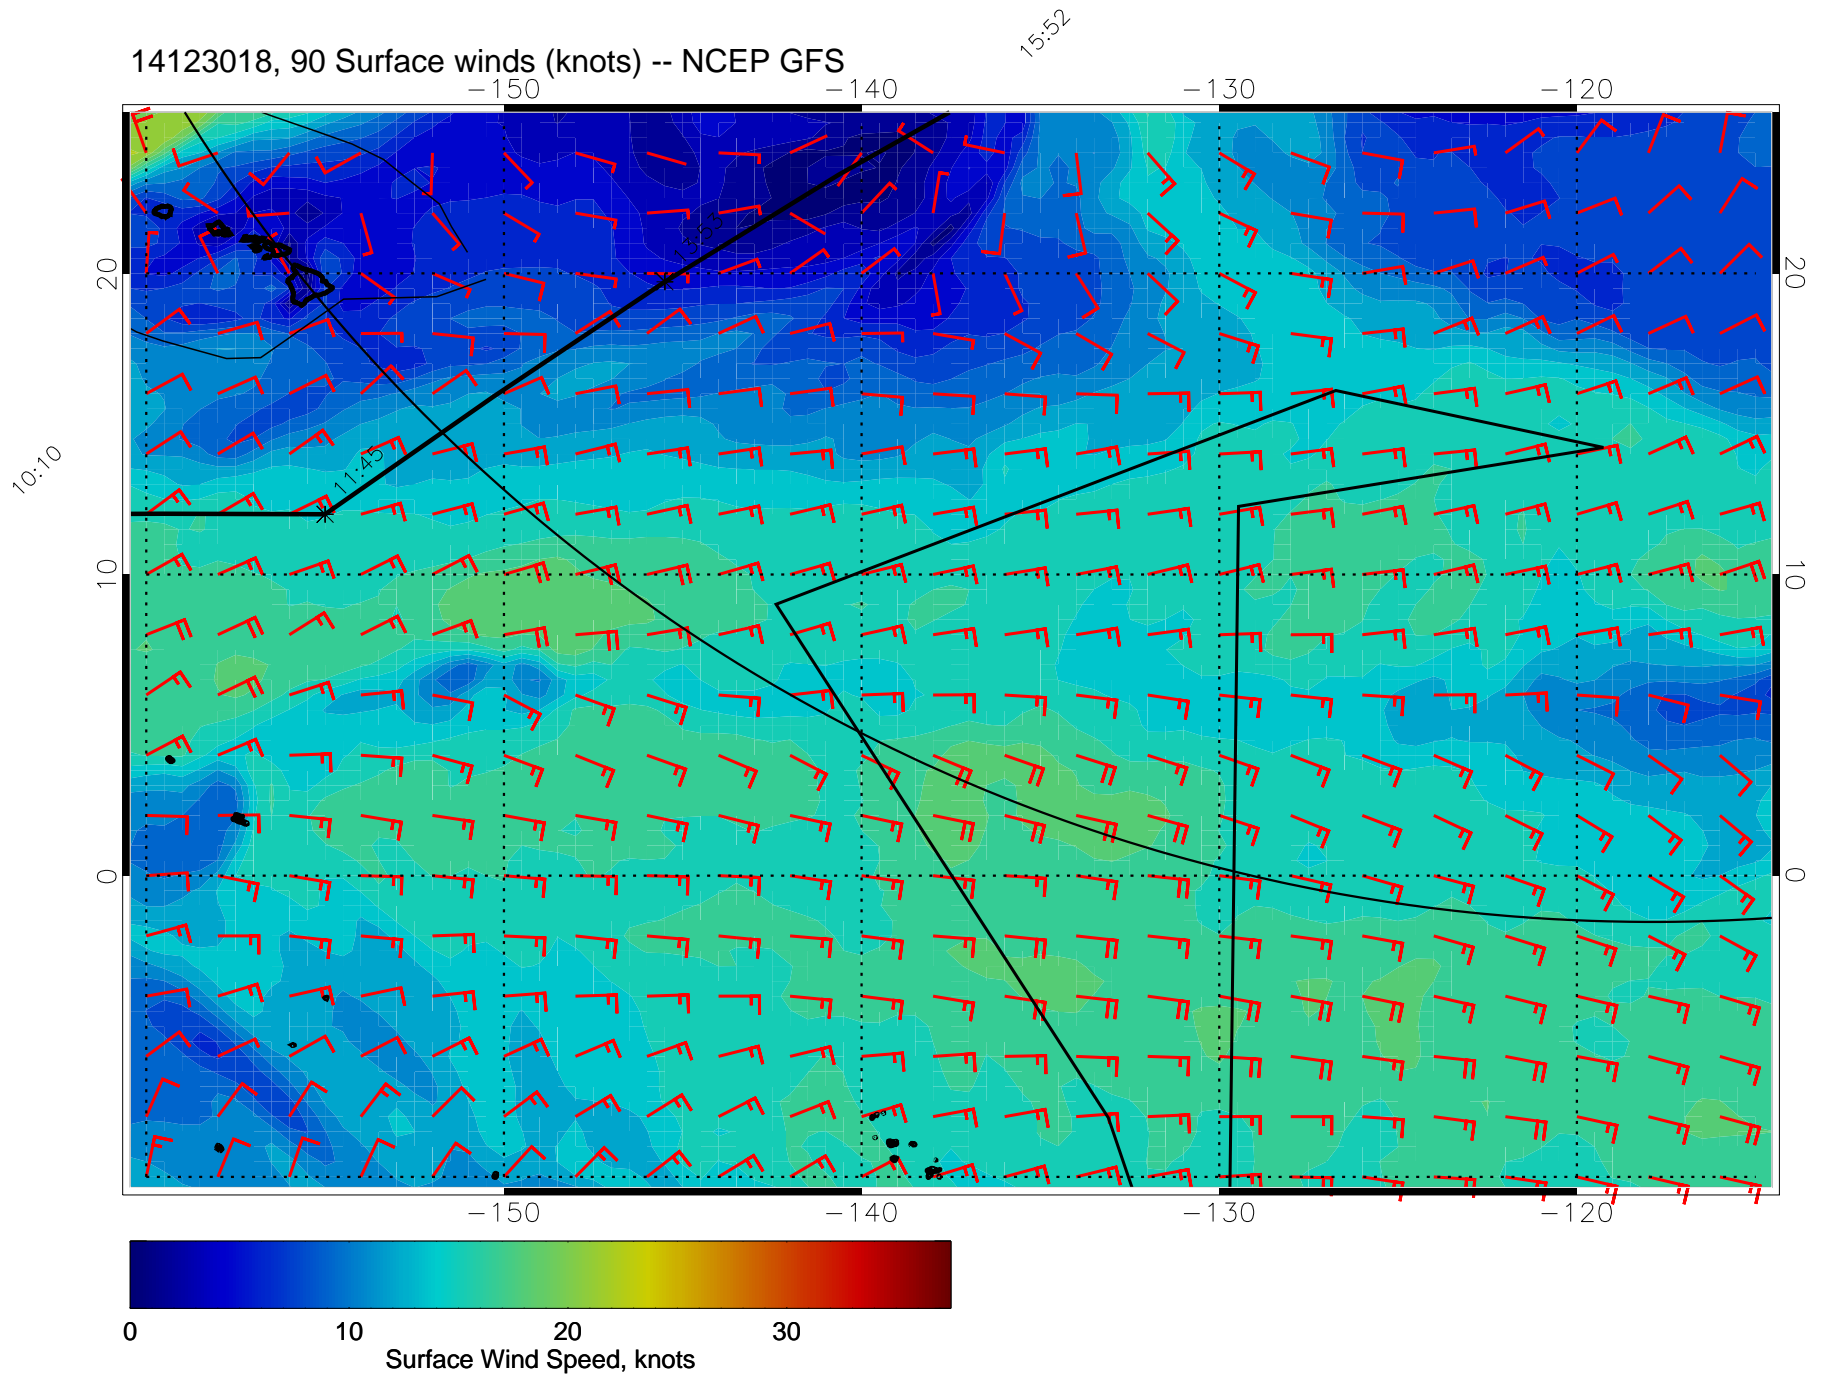 15:52
14123018, 90 Surface winds (knots) -- NCEP GFS
-150 -140 -130 -120
20 20
10:10
11:45
10 10
0 0
-150 -140 -130 -120
0 10 20 30
Surface Wind Speed, knots